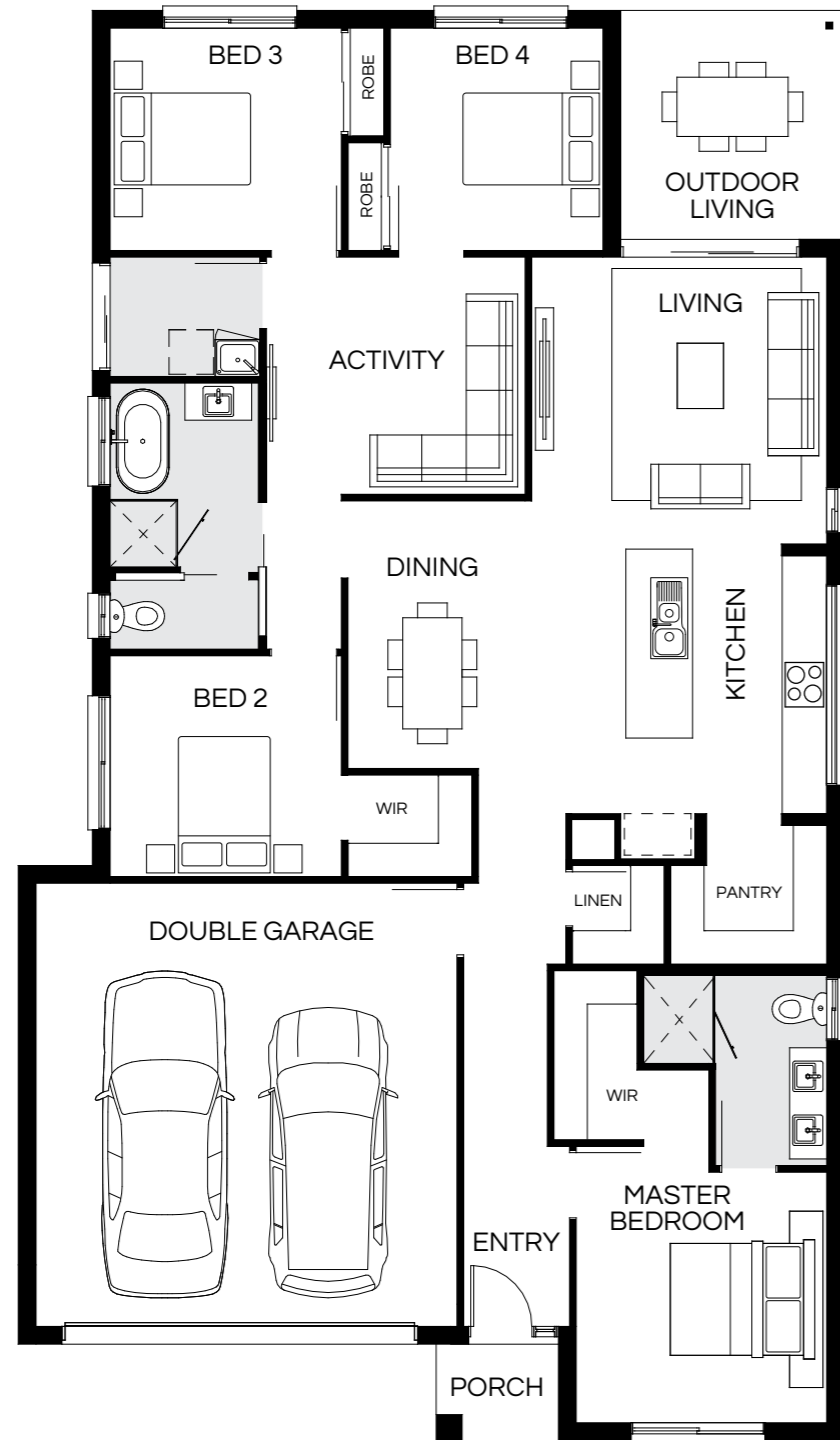 BED 3
ROBE
BED 4
ROBE
OUTDOOR
LIVING
LIVING
ACTIVITY
DINING
KITCHEN
BED 2
WIR
LINEN
PANTRY
DOUBLE GARAGE
WIR
MASTER
BEDROOM
ENTRY
PORCH